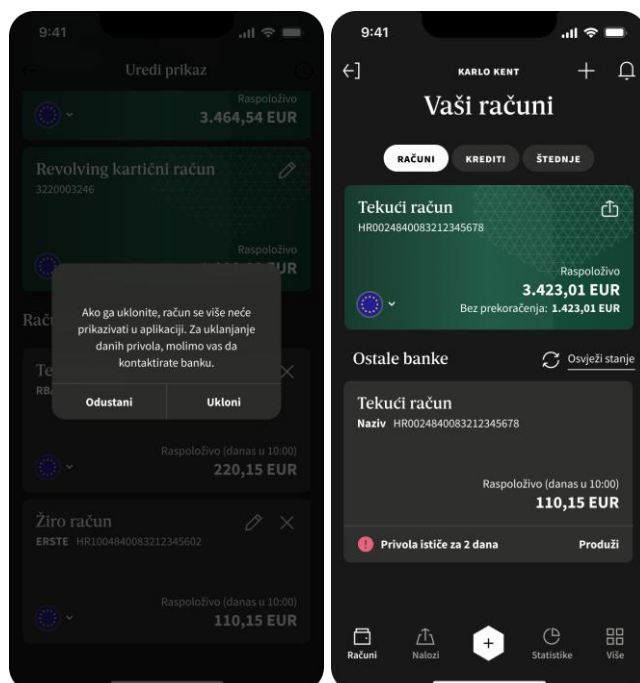 9:41
Uredi prikaz
Raspoloživo
3.464,54 EUR
Revolving kartični račun
3220003246
Raspoloživo
UR
Rač
Ako ga uklonite, račun se više neće
prikazivati u aplikaciji. Za uklanjanje
danih privola, molimo vas da
kontaktirate banku.
Odustani Ukloni
Te
RBA
Raspoloživo (danas u 10:00)
220,15 EUR
Žiro račun
ERSTE HR1004840083212345602
Raspoloživo (danas u 10:00)
110,15 EUR
9:41
KARLO KENT
Vaši računi
RAČUNI KREDITI ŠTEDNJE
Tekući račun
HR0024840083212345678
Raspoloživo
3.423,01 EUR
Bez prekoračenja: 1.423,01 EUR
Ostale banke Osvježi stanje
Tekući račun
Naziv HR0024840083212345678
Raspoloživo (danas u 10:00)
110,15 EUR
Privola ističe za 2 dana Produži
Računi Nalozi Statistike Više